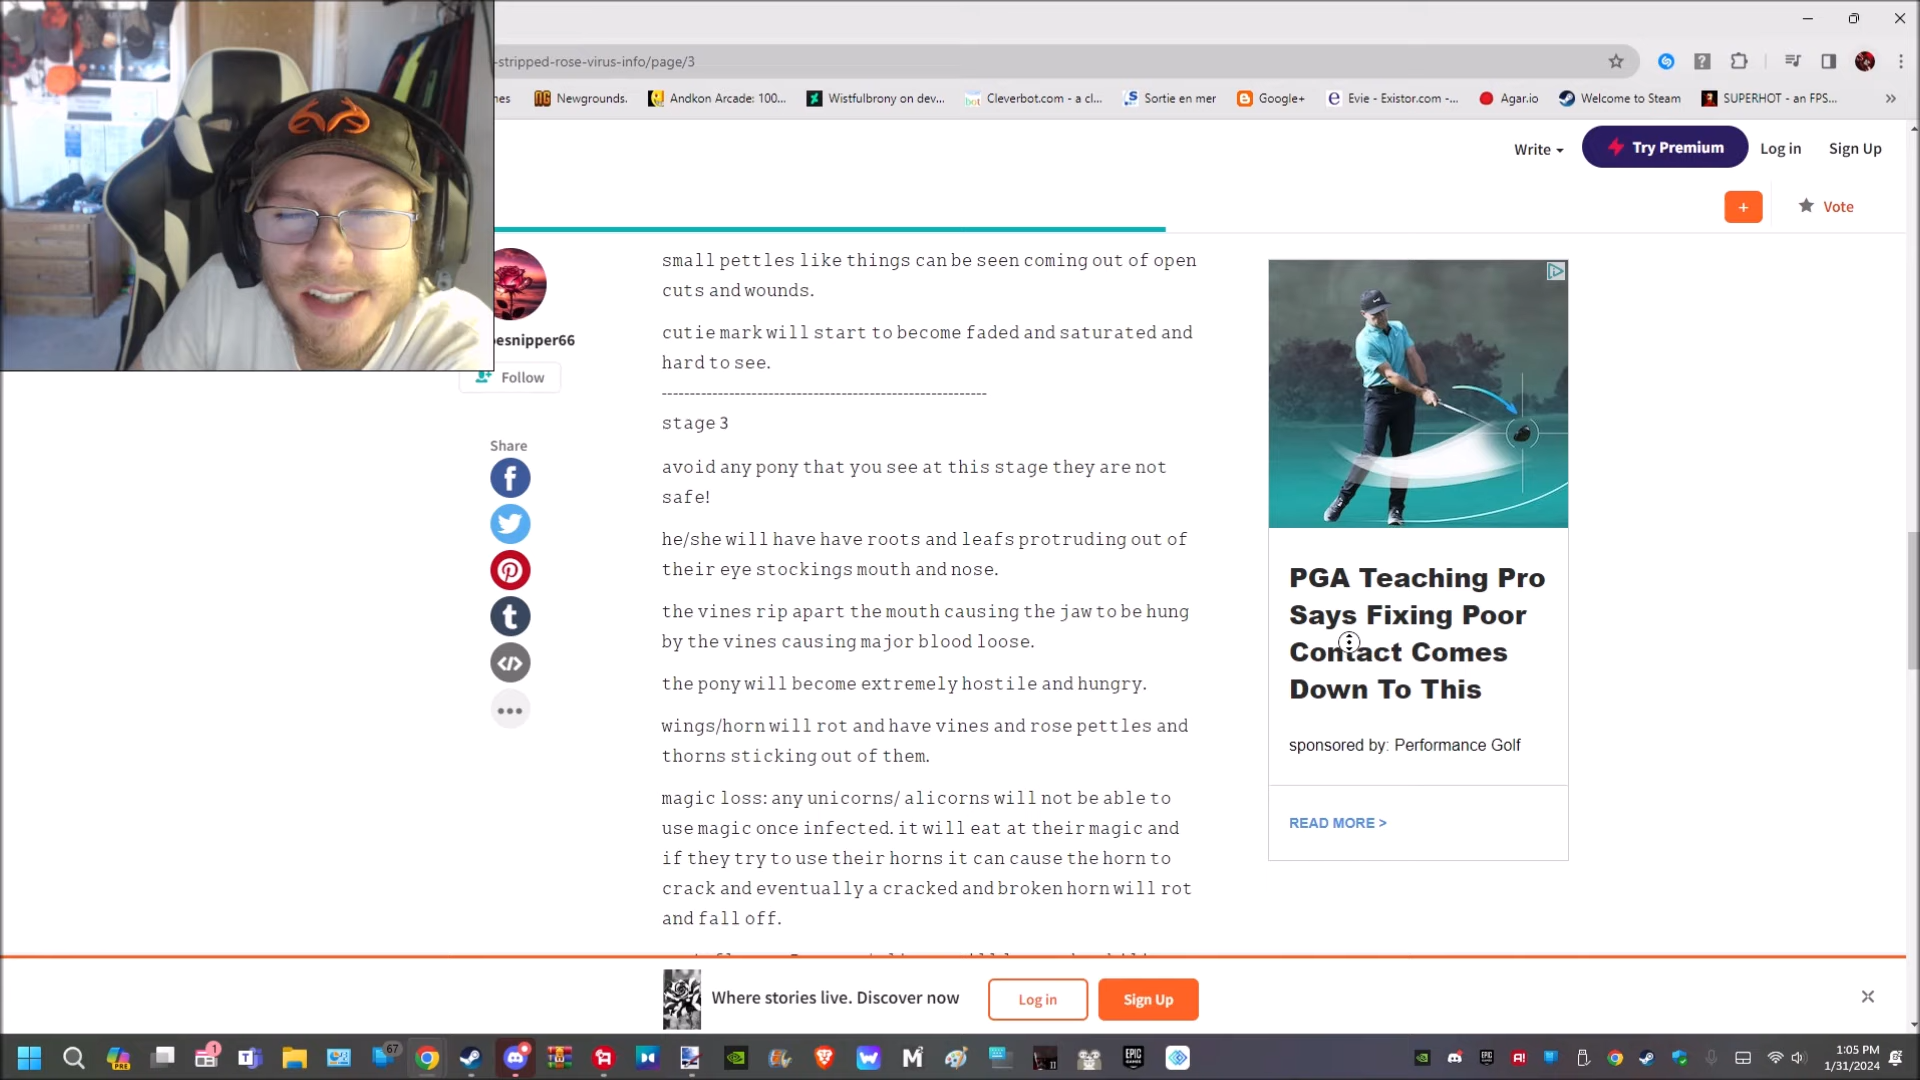 -stripped-rose-virus-info/page/3
nes
Newgrounds.
Andkon Arcade: 100...
Wistfulbrony on dev...
Cleverbot.com - a cl...
Sortie en mer
Google+
Evie - Existor.com -...
Agar.io
Welcome to Steam
SUPERHOT - an FPS...
Write
Try Premium
Log in
Sign Up
+
Vote
esnipper66
Follow
Share
small pettles like things can be seen coming out of open
cuts and wounds.
cutie mark will start to become faded and saturated and
hard to see.
----------------------------------------------------------
stage 3
avoid any pony that you see at this stage they are not
safe!
he/she will have have roots and leafs protruding out of
their eye stockings mouth and nose.
the vines rip apart the mouth causing the jaw to be hung
by the vines causing major blood loose.
the pony will become extremely hostile and hungry.
wings/horn will rot and have vines and rose pettles and
thorns sticking out of them.
magic loss: any unicorns/ alicorns will not be able to
use magic once infected. it will eat at their magic and
if they try to use their horns it can cause the horn to
crack and eventually a cracked and broken horn will rot
and fall off.
PGA Teaching Pro
Says Fixing Poor
Contact Comes
Down To This
sponsored by: Performance Golf
READ MORE >
Where stories live. Discover now
Log in
Sign Up
1:05 PM
1/31/2024